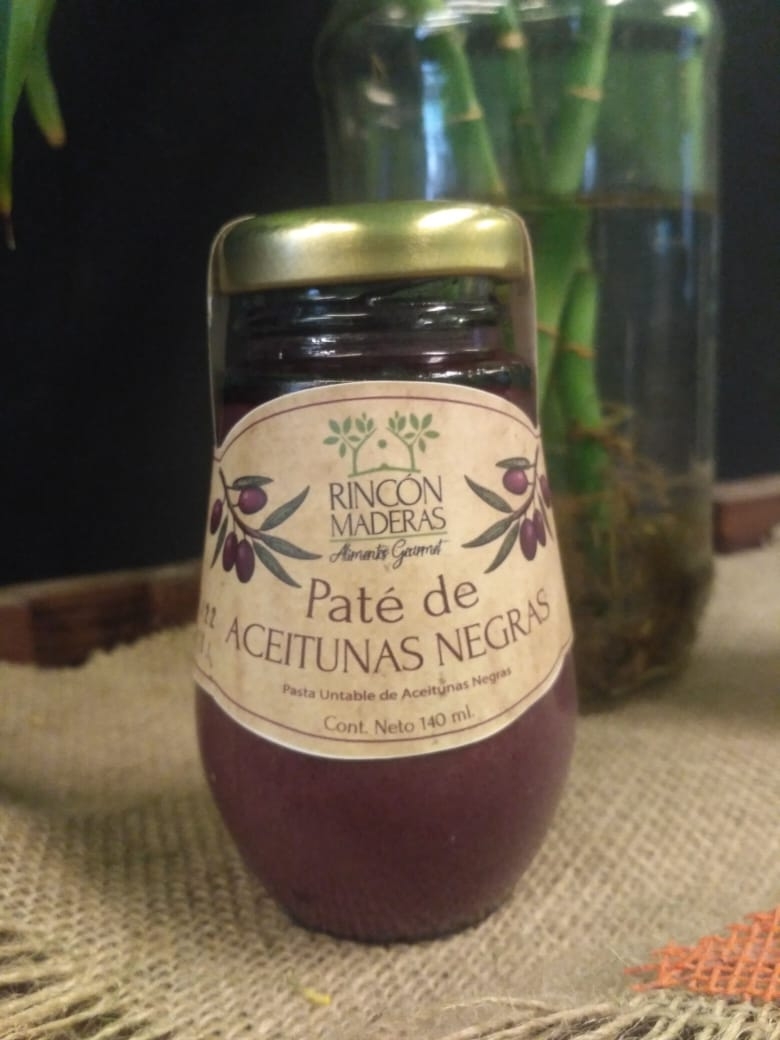 RINCÓN
MADERAS
Alimentos Gourmet
Paté de
ACEITUNAS NEGRAS
Pasta Untable de Aceitunas Negras
Cont. Neto 140 ml.